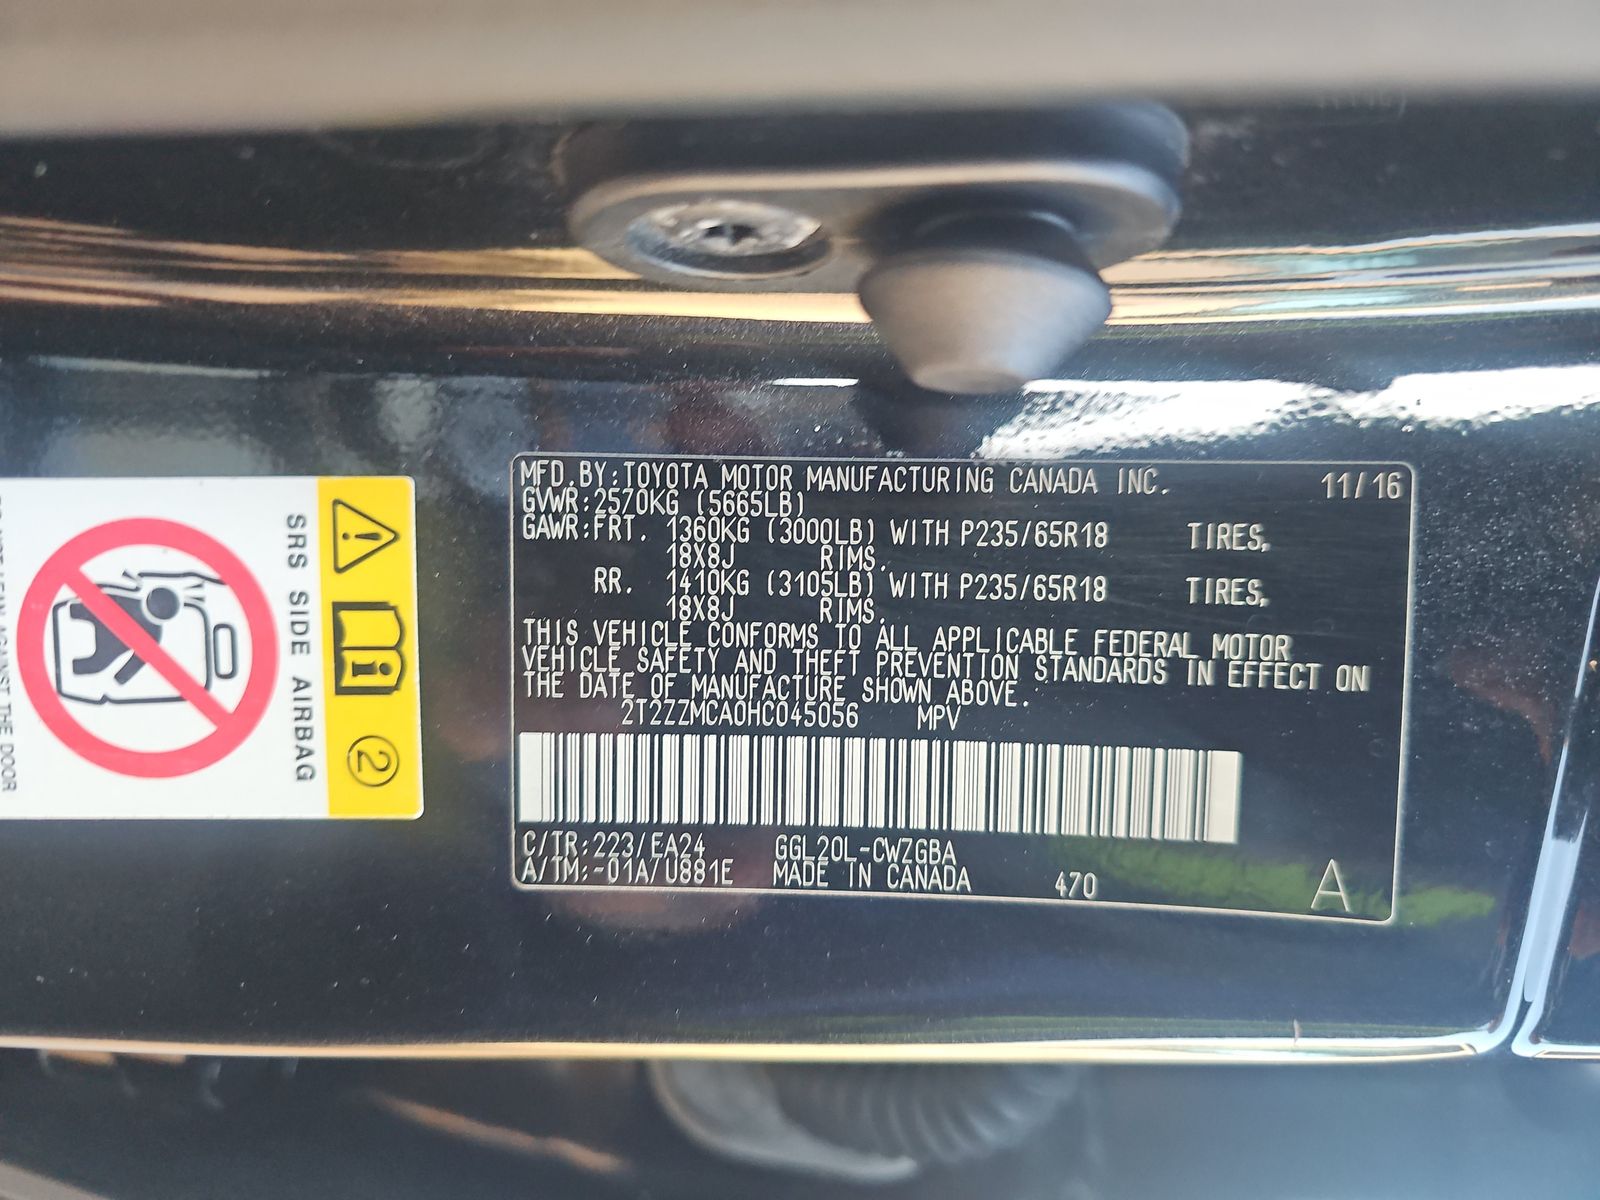 MFD.BY:TOYOTA MOTOR MANUFACTURING CANADA INC. 11/16
GVWR:2570KG (5665LB)
GAWR:FRT. 1360KG (3000LB) WITH P235/65R18 TIRES,
18X8J RIMS.
RR. 1410KG (3105LB) WITH P235/65R18 TIRES,
18X8J RIMS.
THIS VEHICLE CONFORMS TO ALL APPLICABLE FEDERAL MOTOR
VEHICLE SAFETY AND THEFT PREVENTION STANDARDS IN EFFECT ON
THE DATE OF MANUFACTURE SHOWN ABOVE.
2T2ZZMCA0HC045056 MPV
C/TR:223/EA24 GGL20L-CWZGBA
A/TM:-01A/U881E MADE IN CANADA 470 A
2
SRS SIDE AIRBAG
AGAINST THE DOOR